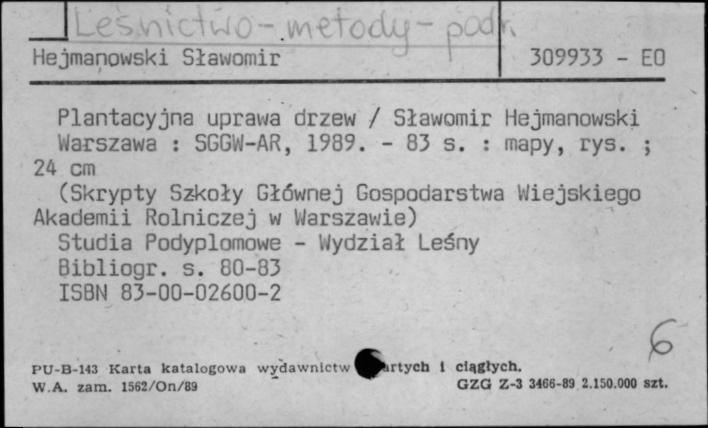 Leśnictwo - metody - podr.
Hejmanowski Sławomir 309933 - EO
Plantacyjna uprawa drzew / Sławomir Hejmanowski
Warszawa : SGGW-AR, 1989. - 83 s. : mapy, rys. ;
24 cm
(Skrypty Szkoły Głównej Gospodarstwa Wiejskiego
Akademii Rolniczej w Warszawie)
Studia Podyplomowe - Wydział Leśny
Bibliogr. s. 80-83
ISBN 83-00-02600-2
6
PU-B-143 Karta katalogowa wydawnictw artych i ciągłych.
W.A. zam. 1562/On/89 GZG Z-3 3466-89 2.150.000 szt.